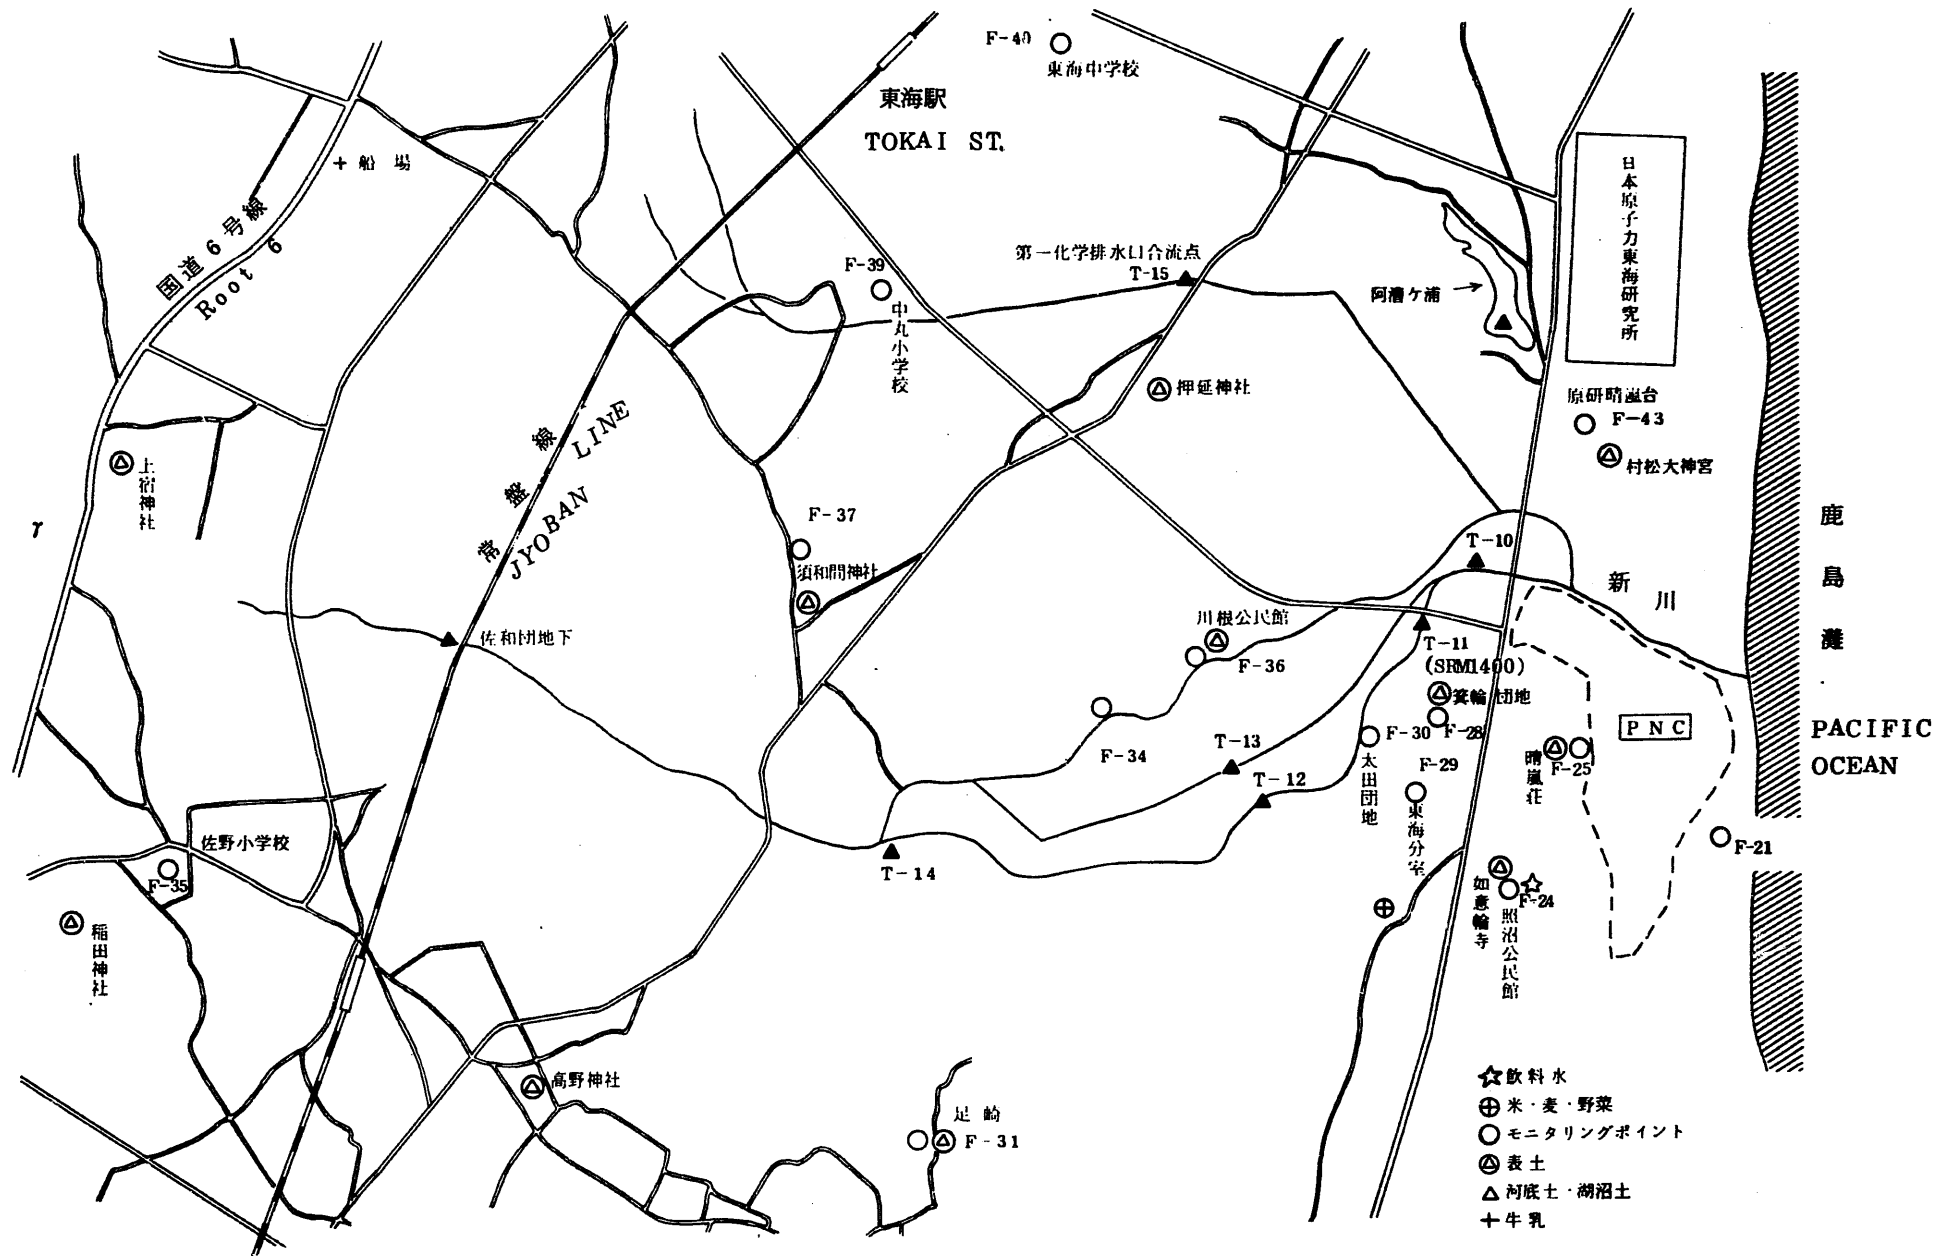 F-40
東海中学校
東海駅
TOKAI ST.
+ 船場
国道6号線
Root 6
日本原子力東海研究所
第一化学排水口合流点
T-15
F-39
中丸小学校
阿漕ケ浦
押延神社
原研晴嵐台
F-43
村松大神宮
常盤線
JYOBAN LINE
上宿神社
γ
F-37
須和間神社
T-10
新川
鹿島灘
PACIFIC
OCEAN
佐和団地下
川根公民館
F-36
T-11
(SRM1400)
箕輪団地
F-30
F-28
PNC
F-34
T-13
T-12
太田団地
F-29
東海分室
晴嵐荘
F-25
F-21
佐野小学校
F-35
T-14
如意輪寺
F-24
照沼公民館
稲田神社
高野神社
足崎
F-31
飲料水
米・麦・野菜
モニタリングポイント
表土
河底土・湖沼土
牛乳